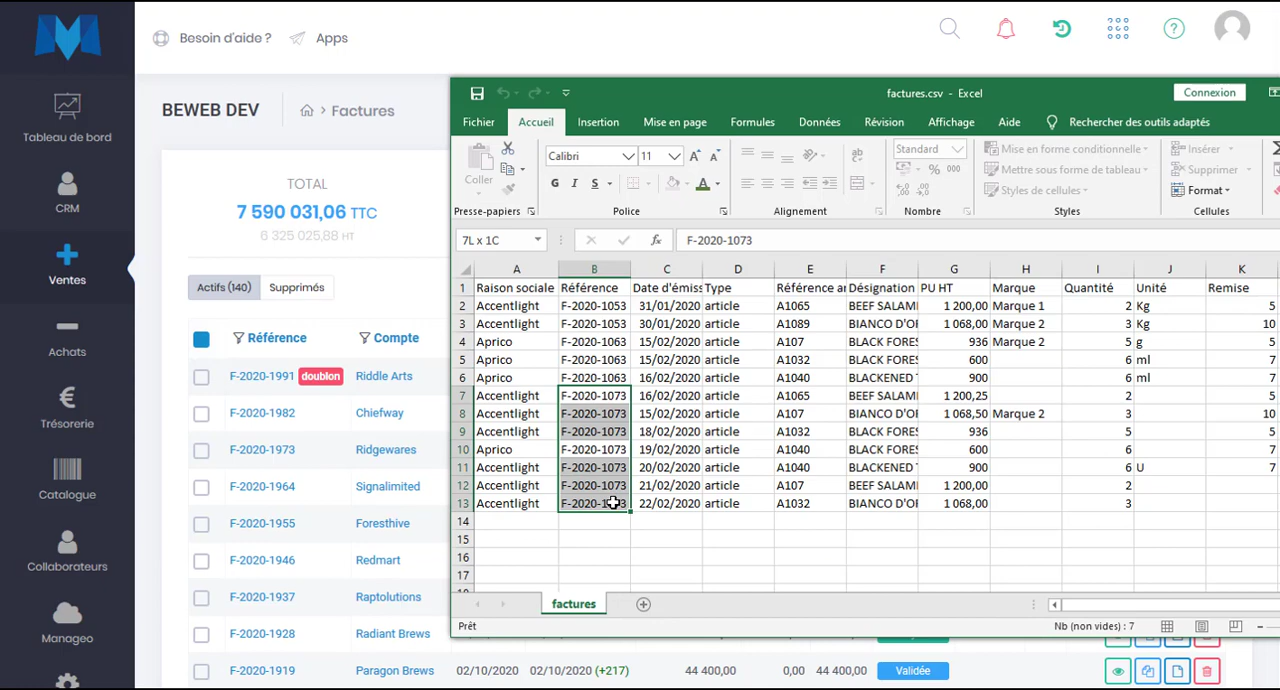 Besoin d'aide ?
Apps
Tableau de bord
CRM
Ventes
Achats
Trésorerie
Catalogue
Collaborateurs
Manageo
BEWEB DEV
> Factures
TOTAL
7 590 031,06 TTC
6 325 025,88 HT
Actifs (140) Supprimés
Référence Compte
F-2020-1991 doublon Riddle Arts
F-2020-1982 Chiefway
F-2020-1973 Ridgewares
F-2020-1964 Signalimited
F-2020-1955 Foresthive
F-2020-1946 Redmart
F-2020-1937 Raptolutions
F-2020-1928 Radiant Brews
F-2020-1919 Paragon Brews 02/10/2020 02/10/2020 (+217) 44 400,00 0,00 44 400,00 Validée
factures.csv - Excel
Connexion
Fichier Accueil Insertion Mise en page Formules Données Révision Affichage Aide Rechercher des outils adaptés
Coller
Calibri 11
G I S
Standard
% 000
Mise en forme conditionnelle
Mettre sous forme de tableau
Styles de cellules
Insérer
Supprimer
Format
Presse-papiers Police Alignement Nombre Styles Cellules
7L x 1C fx F-2020-1073
A B C D E F G H I J K
1 Raison sociale Référence Date d'émiss Type Référence ar Désignation PU HT Marque Quantité Unité Remise
2 Accentlight F-2020-1053 31/01/2020 article A1065 BEEF SALAMI 1 200,00 Marque 1 2 Kg 5
3 Accentlight F-2020-1053 30/01/2020 article A1089 BIANCO D'OR 1 068,00 Marque 2 3 Kg 10
4 Aprico F-2020-1063 15/02/2020 article A107 BLACK FORES 936 Marque 2 5 g 5
5 Aprico F-2020-1063 15/02/2020 article A1032 BLACK FORES 600 6 ml 7
6 Aprico F-2020-1063 16/02/2020 article A1040 BLACKENED T 900 6 ml 7
7 Accentlight F-2020-1073 16/02/2020 article A1065 BEEF SALAMI 1 200,25 2 5
8 Accentlight F-2020-1073 15/02/2020 article A107 BIANCO D'OR 1 068,50 Marque 2 3 10
9 Accentlight F-2020-1073 18/02/2020 article A1032 BLACK FORES 936 5 5
10 Aprico F-2020-1073 19/02/2020 article A1040 BLACK FORES 600 6 7
11 Accentlight F-2020-1073 20/02/2020 article A1040 BLACKENED T 900 6 U 7
12 Accentlight F-2020-1073 21/02/2020 article A107 BEEF SALAMI 1 200,00 2
13 Accentlight F-2020-1073 22/02/2020 article A1032 BIANCO D'OR 1 068,00 3
14
15
16
17
factures
Prêt
Nb (non vides) : 7